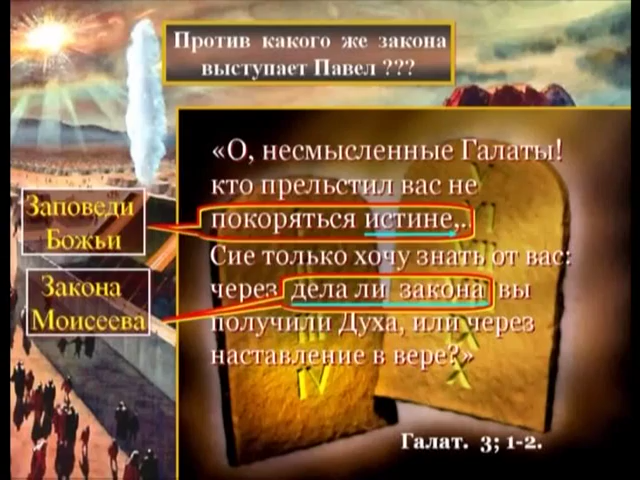 Против какого же закона
выступает Павел ???
«О, несмысленные Галаты!
кто прельстил вас не
покоряться истине,..
Сие только хочу знать от вас:
через дела ли закона вы
получили Духа, или через
наставление в вере?»
Заповеди
Божьи
Закона
Моисеева
IV
Галат. 3; 1-2.